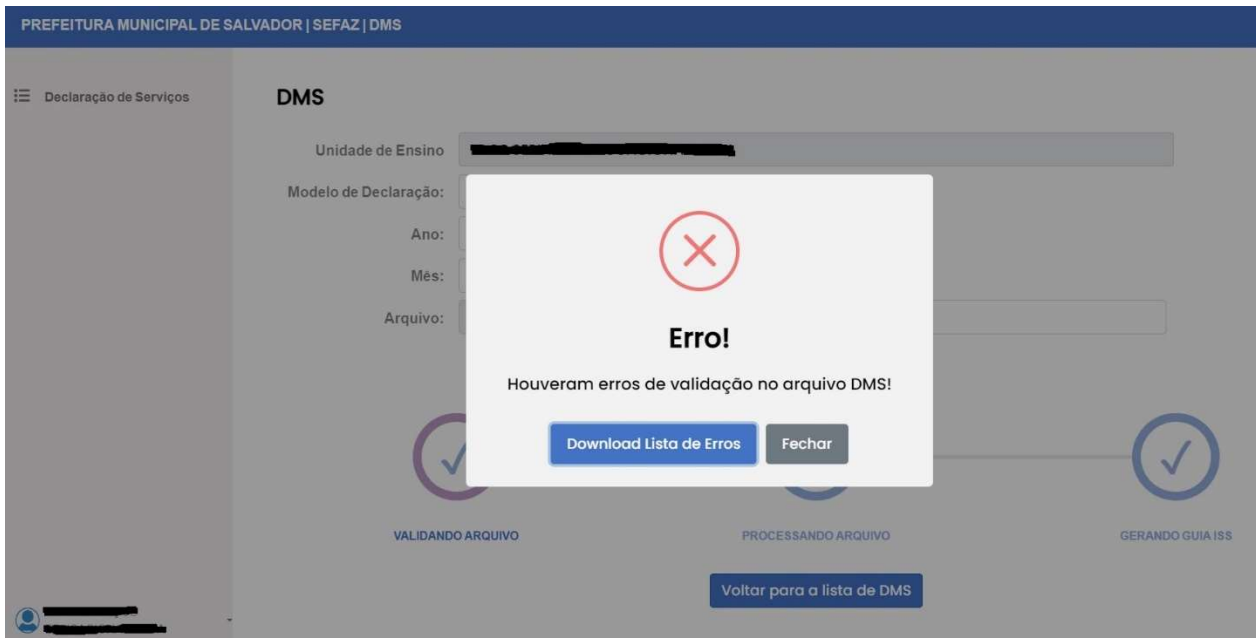 PREFEITURA MUNICIPAL DE SALVADOR | SEFAZ | DMS
Declaração de Serviços
DMS
Unidade de Ensino
Modelo de Declaração:
Ano:
Mês:
Arquivo:
Erro!
Houveram erros de validação no arquivo DMS!
Download Lista de Erros
Fechar
VALIDANDO ARQUIVO
PROCESSANDO ARQUIVO
GERANDO GUIA ISS
Voltar para a lista de DMS